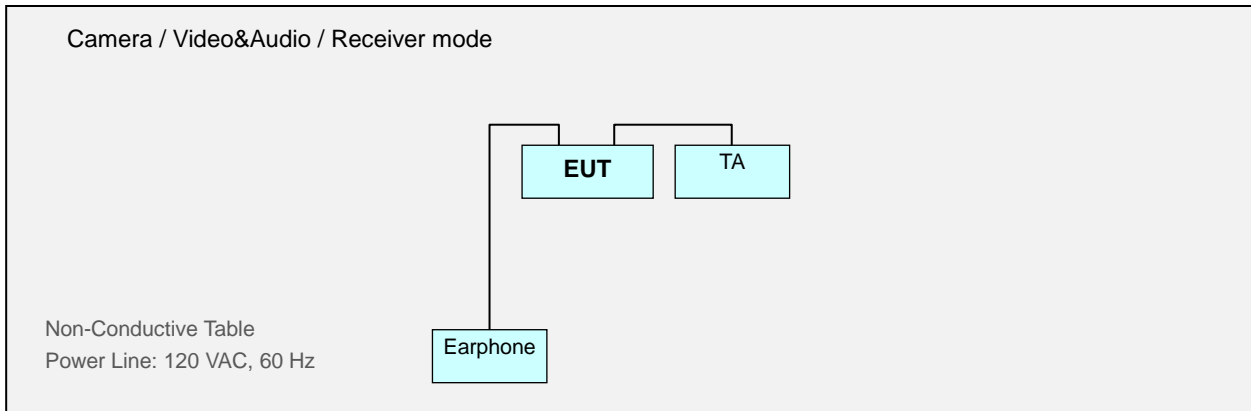 Camera / Video&Audio / Receiver mode
EUT
TA
Non-Conductive Table
Power Line: 120 VAC, 60 Hz
Earphone